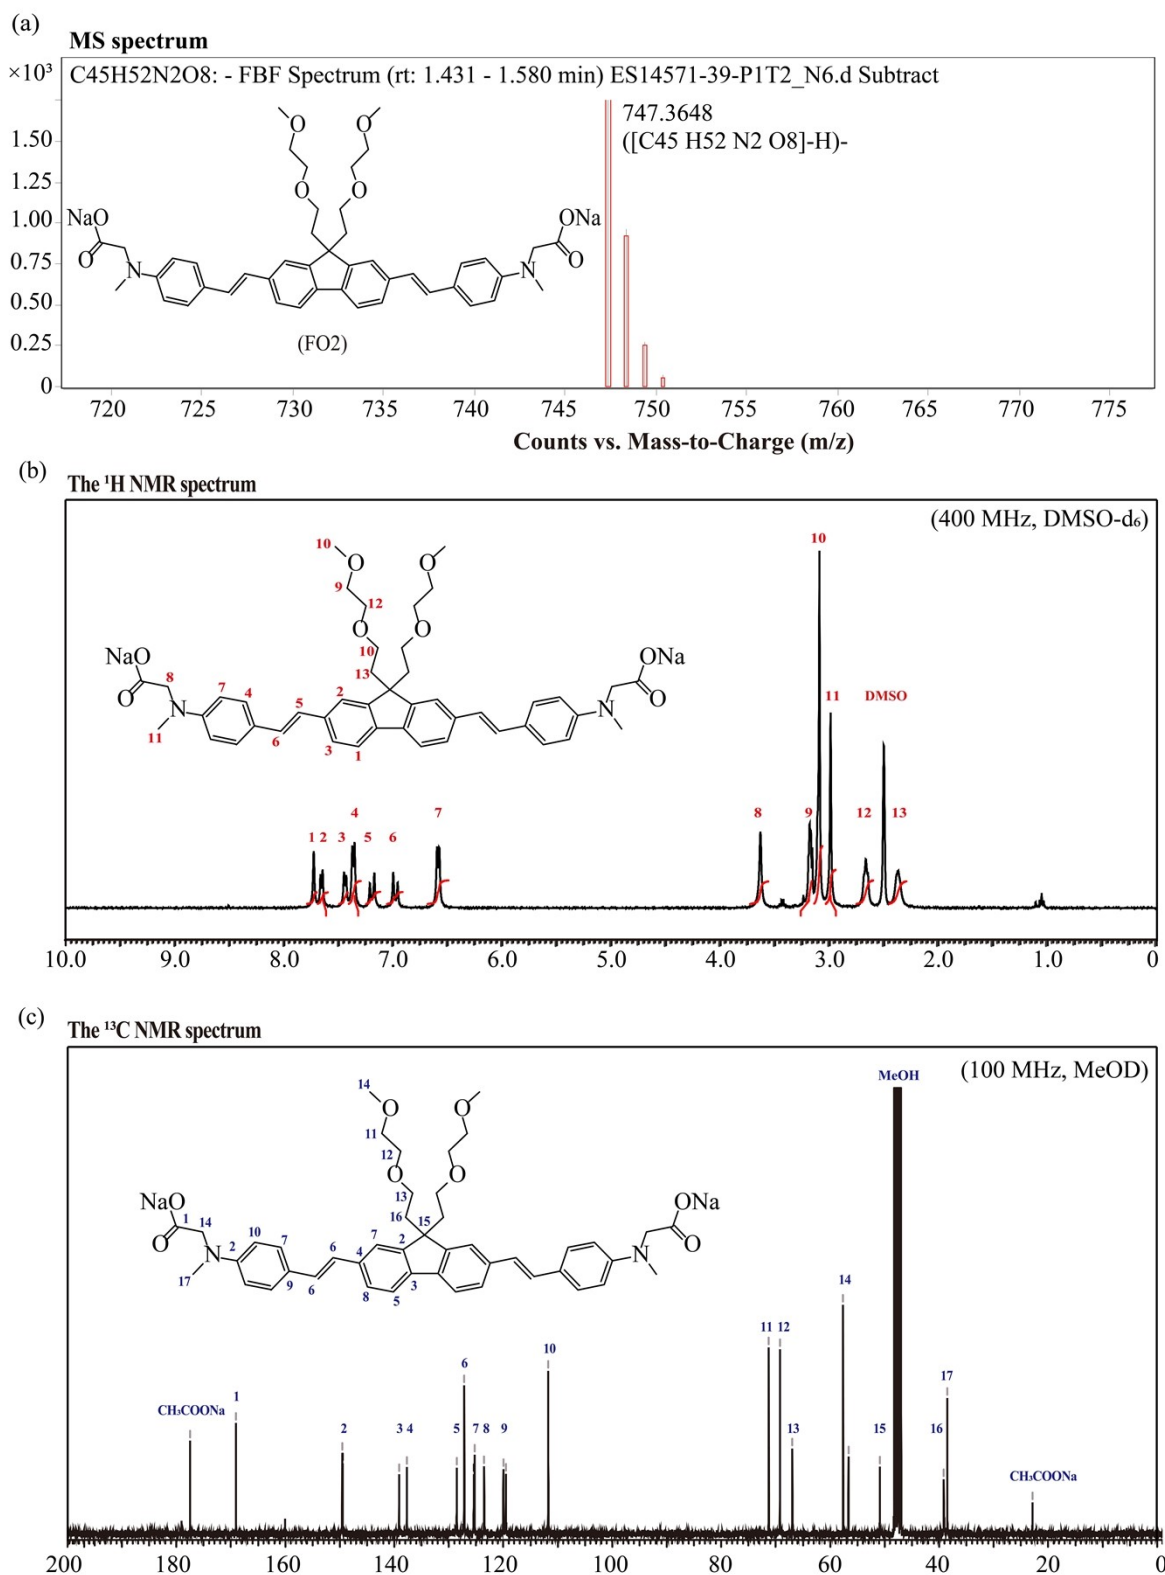 (a)
MS spectrum
×10³
C45H52N2O8: - FBF Spectrum (rt: 1.431 - 1.580 min) ES14571-39-P1T2_N6.d Subtract
747.3648
([C45 H52 N2 O8]-H)-
1.50
1.25
1.00
0.75
0.50
0.25
0
O O
O O
NaO ONa
O N N O
(FO2)
720 725 730 735 740 745 750 755 760 765 770 775
Counts vs. Mass-to-Charge (m/z)
(b)
The ¹H NMR spectrum
(400 MHz, DMSO-d₆)
10
10 O O
9
12
O O
10
13
NaO ONa
8 7 4 5 2
O N N O
11 6 3 1
11 DMSO
1 2 3 4 5 6 7 8 9 12 13
10.0 9.0 8.0 7.0 6.0 5.0 4.0 3.0 2.0 1.0 0
(c)
The ¹³C NMR spectrum
(100 MHz, MeOD)
MeOH
14
O O
11
12
O O
13
16
NaO ONa
1 14 10 7 6 7 15
O N 2 4 2 N O
17 9 6 8 3 5
CH₃COONa 1 2 3 4 5 6 7 8 9 10 11 12 13 14 15 16 17 CH₃COONa
200 180 160 140 120 100 80 60 40 20 0